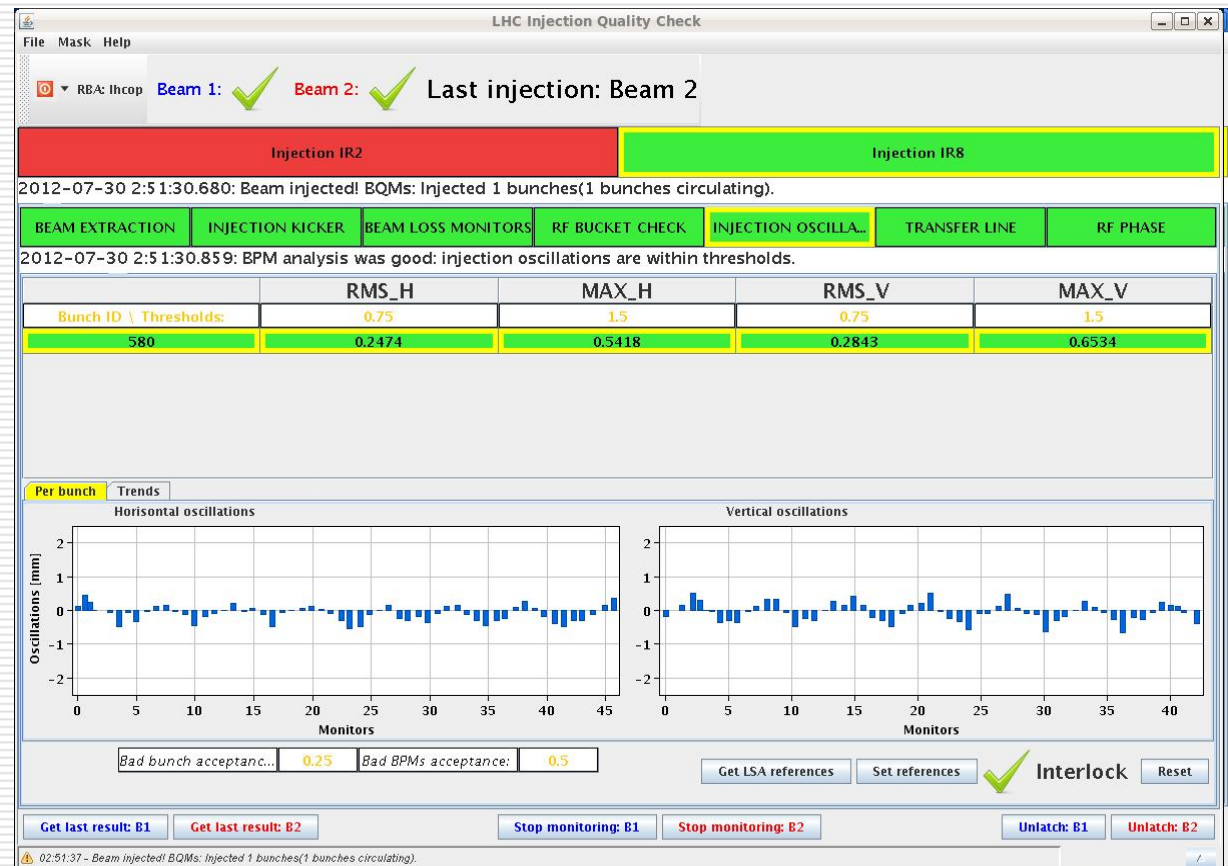 LHC Injection Quality Check
File Mask Help
RBA: lhcop Beam 1: Beam 2: Last injection: Beam 2
Injection IR2 Injection IR8
2012-07-30 2:51:30.680: Beam injected! BQMs: Injected 1 bunches(1 bunches circulating).
BEAM EXTRACTION INJECTION KICKER BEAM LOSS MONITORS RF BUCKET CHECK INJECTION OSCILLA... TRANSFER LINE RF PHASE
2012-07-30 2:51:30.859: BPM analysis was good: injection oscillations are within thresholds.
RMS_H MAX_H RMS_V MAX_V
Bunch ID \ Thresholds: 0.75 1.5 0.75 1.5
580 0.2474 0.5418 0.2843 0.6534
Per bunch Trends
Horisontal oscillations Vertical oscillations
Oscillations [mm]
2 2
1 1
0 0
-1 -1
-2 -2
0 5 10 15 20 25 30 35 40 45 0 5 10 15 20 25 30 35 40
Monitors Monitors
Bad bunch acceptanc... 0.25 Bad BPMs acceptance: 0.5
Get LSA references Set references Interlock Reset
Get last result: B1 Get last result: B2 Stop monitoring: B1 Stop monitoring: B2 Unlatch: B1 Unlatch: B2
02:51:37 - Beam injected! BQMs: Injected 1 bunches(1 bunches circulating).